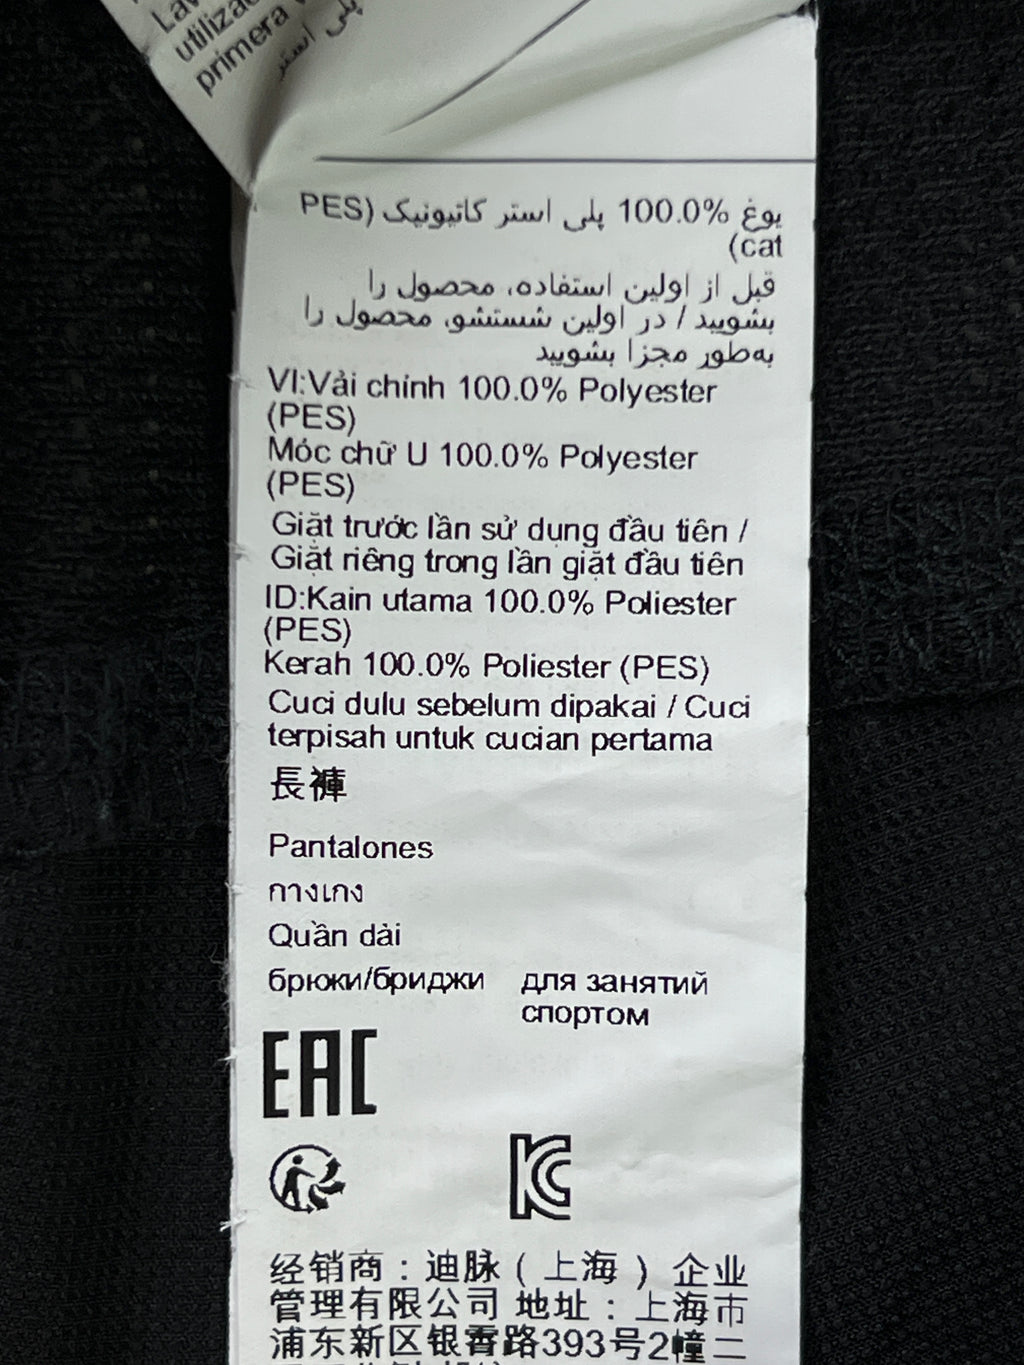 utilizac
primera
پلی استر
یوغ 100.0% پلی استر کاتیونیک (PES
cat)
قبل از اولین استفاده، محصول را
بشویید / در اولین شستشو، محصول را
به‌طور مجزا بشویید
VI:Vải chính 100.0% Polyester
(PES)
Móc chữ U 100.0% Polyester
(PES)
Giặt trước lần sử dụng đầu tiên /
Giặt riêng trong lần giặt đầu tiên
ID:Kain utama 100.0% Poliester
(PES)
Kerah 100.0% Poliester (PES)
Cuci dulu sebelum dipakai / Cuci
terpisah untuk cucian pertama
長褲
Pantalones
กางเกง
Quần dài
брюки/бриджи для занятий
спортом
EAC
KC
经销商：迪脉（上海）企业
管理有限公司 地址：上海市
浦东新区银香路393号2幢二